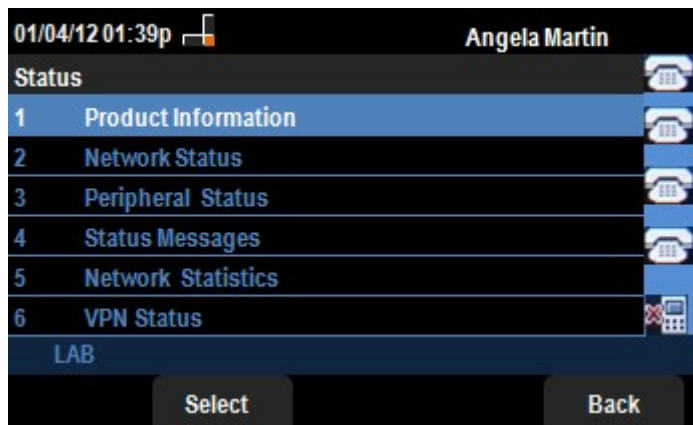 01/04/12 01:39p Angela Martin
Status
1 Product Information
2 Network Status
3 Peripheral Status
4 Status Messages
5 Network Statistics
6 VPN Status
LAB
Select Back